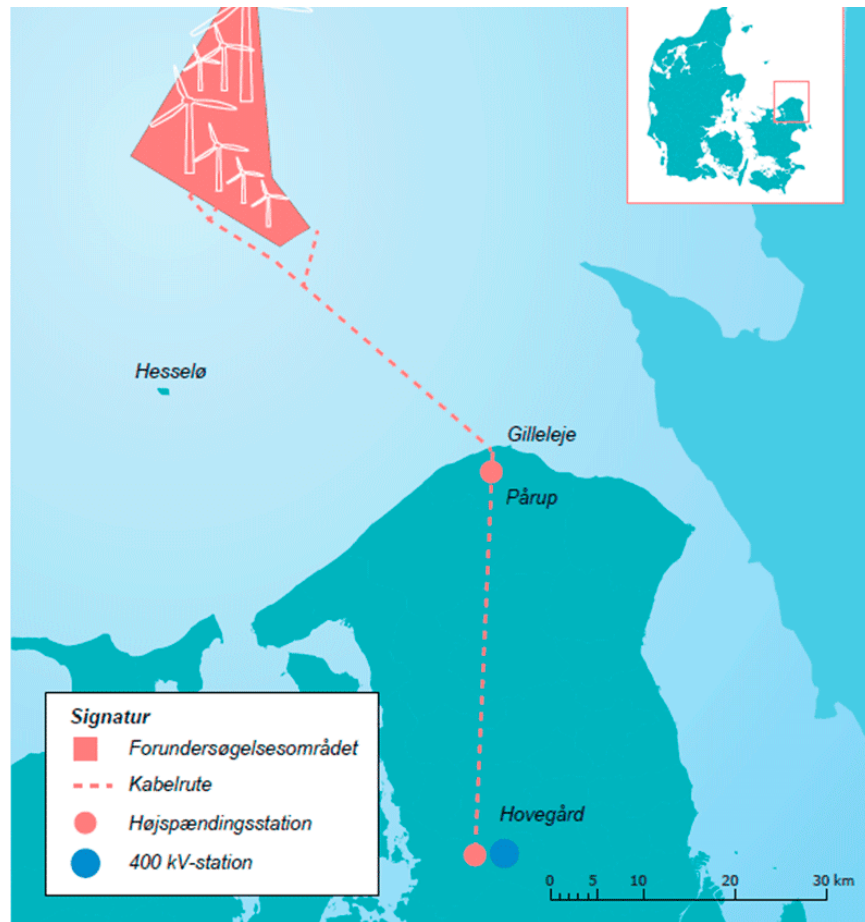 Hesselø
Gilleleje
Pårup
Signatur
Forundersøgelsesområdet
Kabelrute
Højspændingsstation
400 kV-station
Hovegård
0 5 10 20 30 km